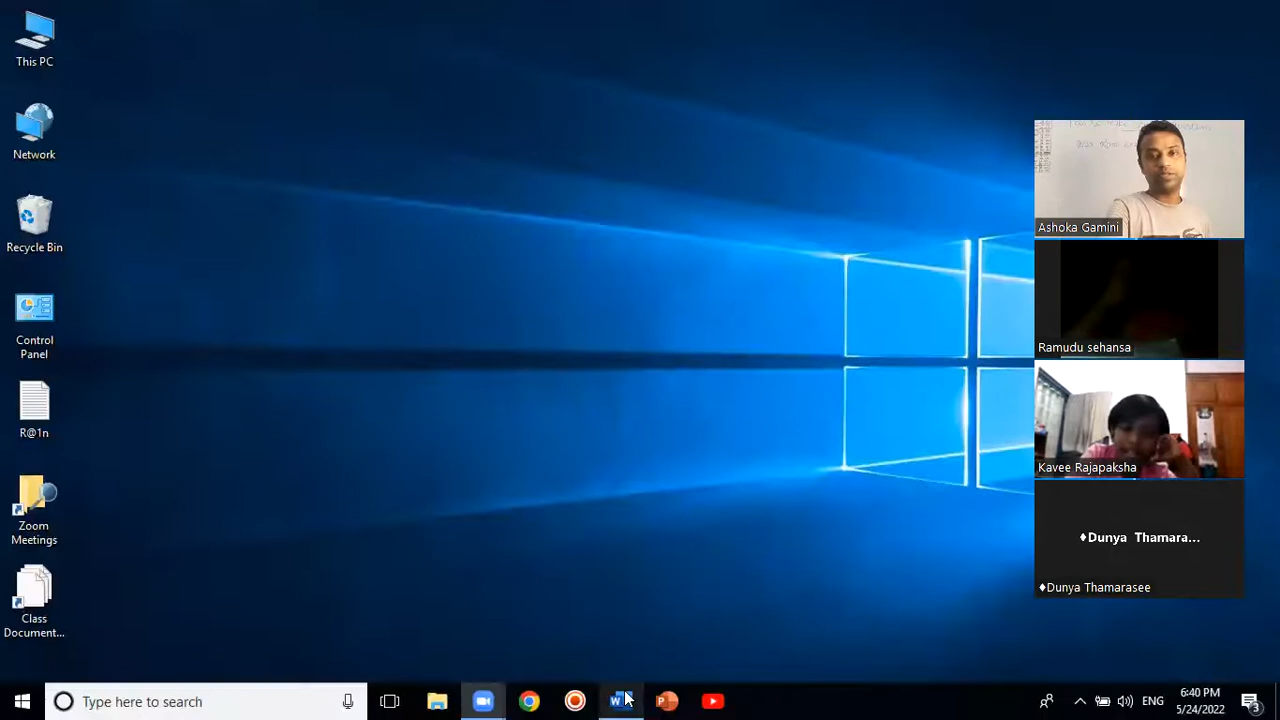 This PC
Network
Recycle Bin
Control
Panel
R@1n
Zoom
Meetings
Class
Document...
Ashoka Gamini
Ramudu sehansa
Kavee Rajapaksha
♦Dunya Thamara...
♦Dunya Thamarasee
Type here to search
W
P
ENG
6:40 PM
5/24/2022
3